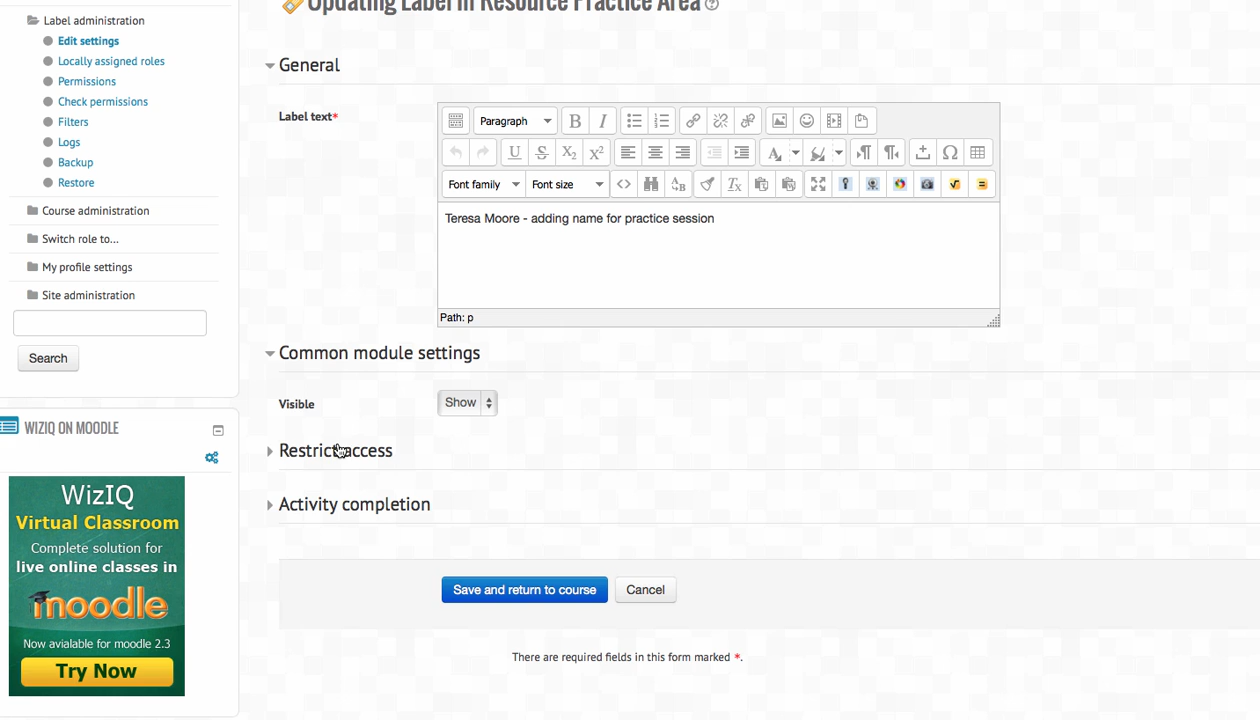 Updating Label in Resource Practice Area
Label administration
Edit settings
Locally assigned roles
Permissions
Check permissions
Filters
Logs
Backup
Restore
Course administration
Switch role to...
My profile settings
Site administration
Search
WIZIQ ON MOODLE
WizIQ
Virtual Classroom
Complete solution for
live online classes in
moodle
Now avialable for moodle 2.3
Try Now
General
Label text*
Paragraph
Font family
Font size
Teresa Moore - adding name for practice session
Path: p
Common module settings
Visible
Show
Restrict access
Activity completion
Save and return to course
Cancel
There are required fields in this form marked *.